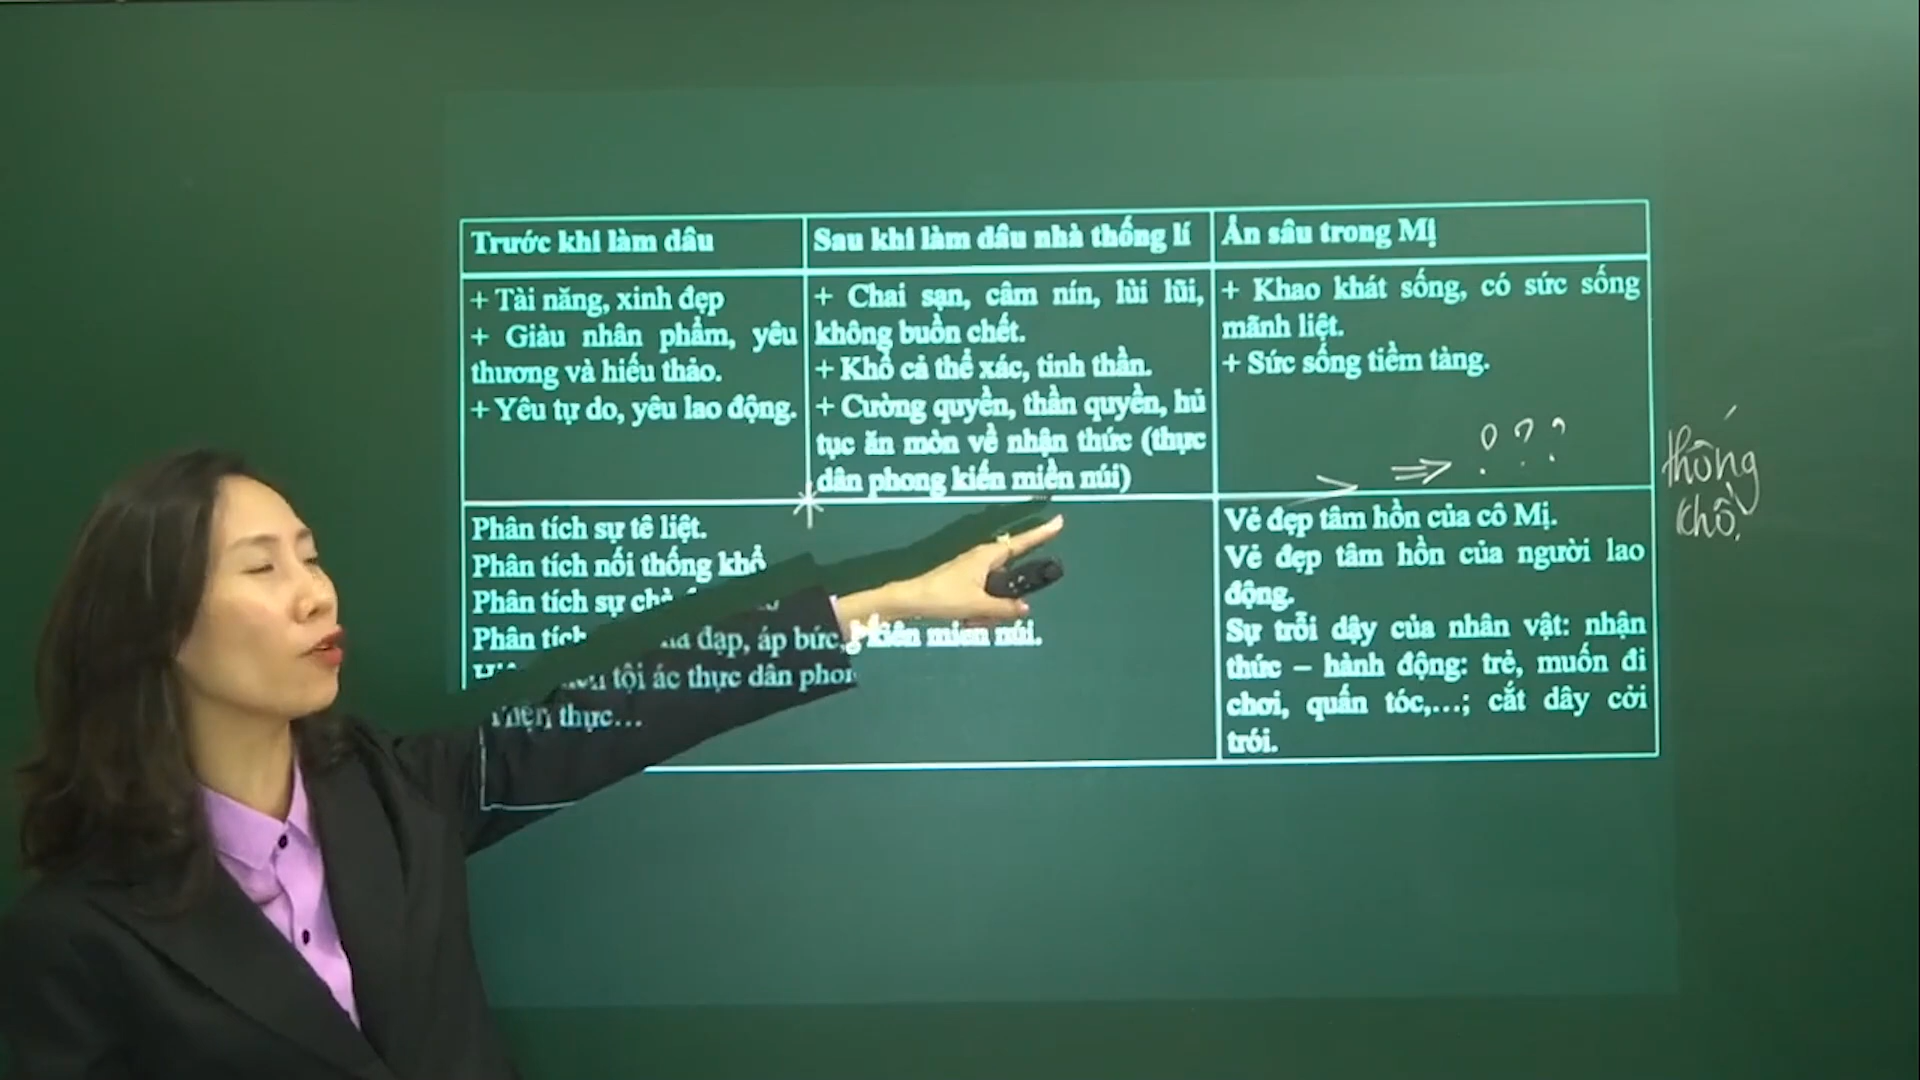 Trước khi làm dâu
Sau khi làm dâu nhà thống lí
Ẩn sâu trong Mị
+ Tài năng, xinh đẹp
+ Giàu nhân phẩm, yêu
thương và hiếu thảo.
+ Yêu tự do, yêu lao động.
+ Chai sạn, câm nín, lùi lũi,
không buồn chết.
+ Khổ cả thể xác, tinh thần.
+ Cường quyền, thần quyền, hủ
tục ăn mòn về nhận thức (thực
dân phong kiến miền núi)
+ Khao khát sống, có sức sống
mãnh liệt.
+ Sức sống tiềm tàng.
⇒ ? ? ?
thống
khổ
Phân tích sự tê liệt.
Phân tích nối thống khổ
Phân tích sự
Phân tích đạp, áp bức,
tội ác thực dân kiến miền núi.
thực…
Vẻ đẹp tâm hồn của cô Mị.
Vẻ đẹp tâm hồn của người lao
động.
Sự trỗi dậy của nhân vật: nhận
thức – hành động: trẻ, muốn đi
chơi, quấn tóc,…; cắt dây cởi
trói.